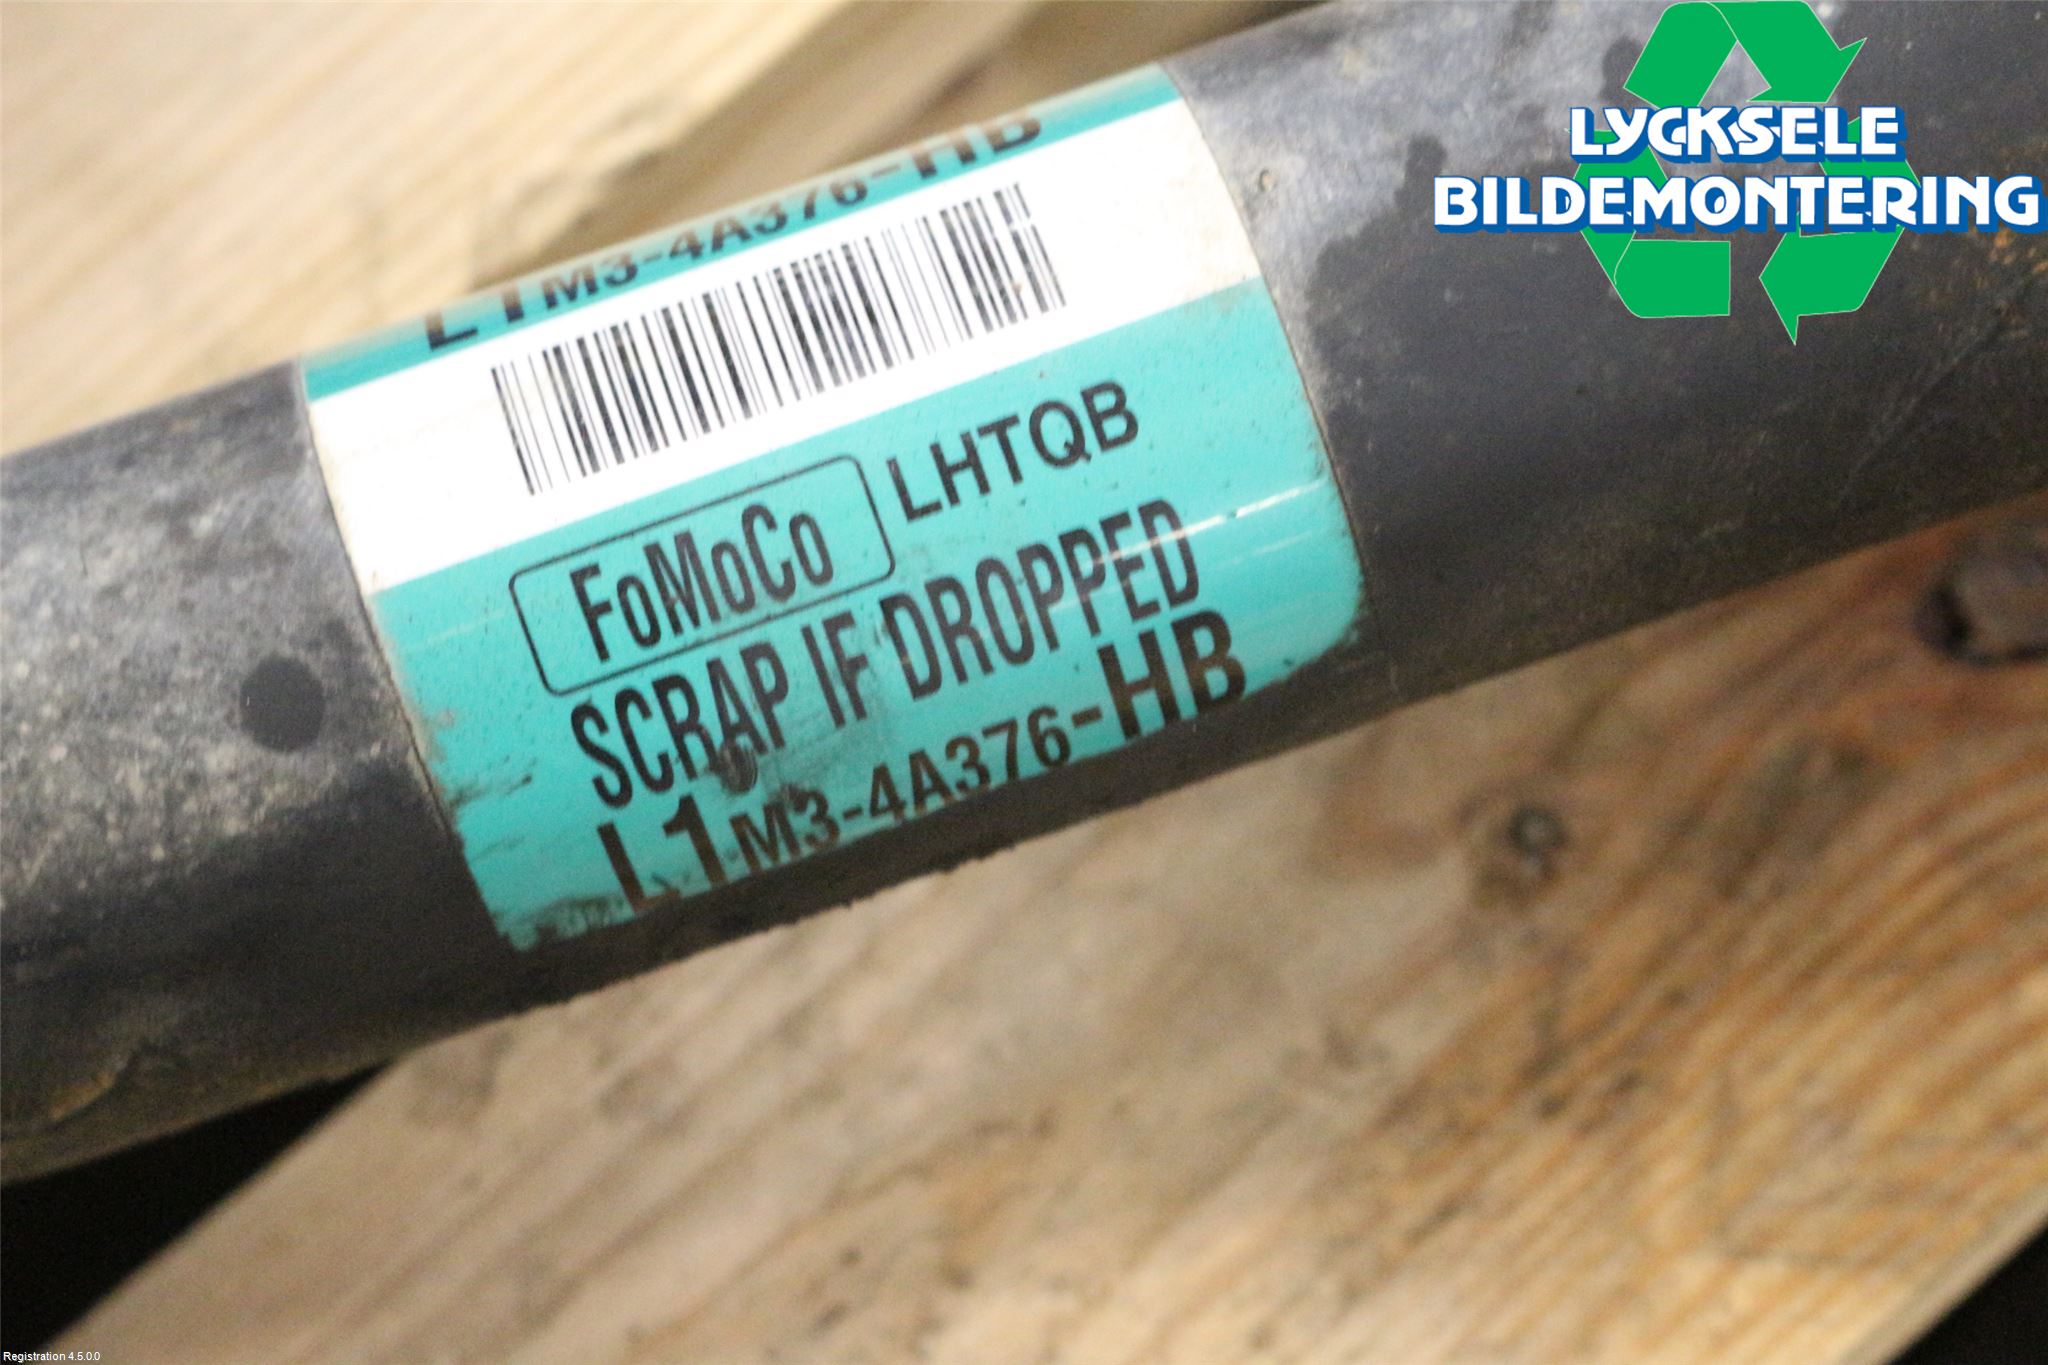 LYCKSELE
BILDEMONTERING
L1M3-4A376-HB
FoMoCo LHTQB
SCRAP IF DROPPED
L1M3-4A376-HB
Registration 4.5.0.0